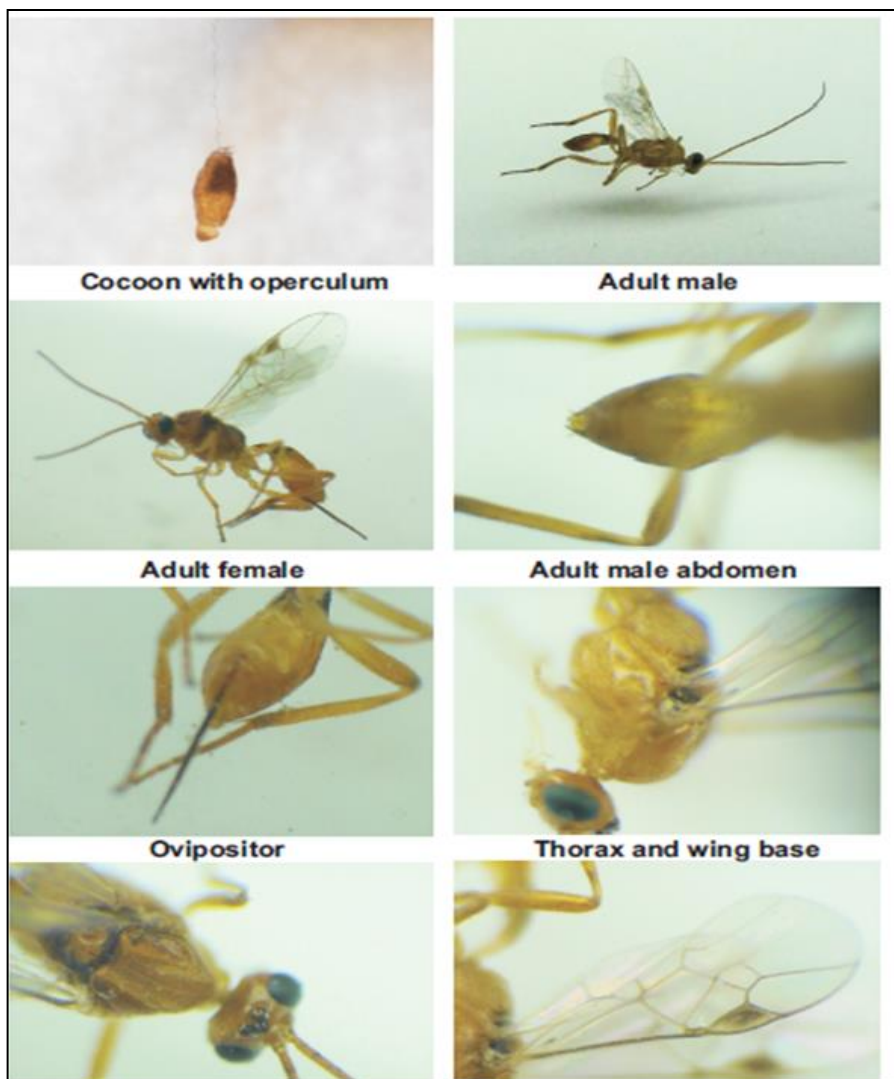 Cocoon with operculum
Adult male
Adult female
Adult male abdomen
Ovipositor
Thorax and wing base